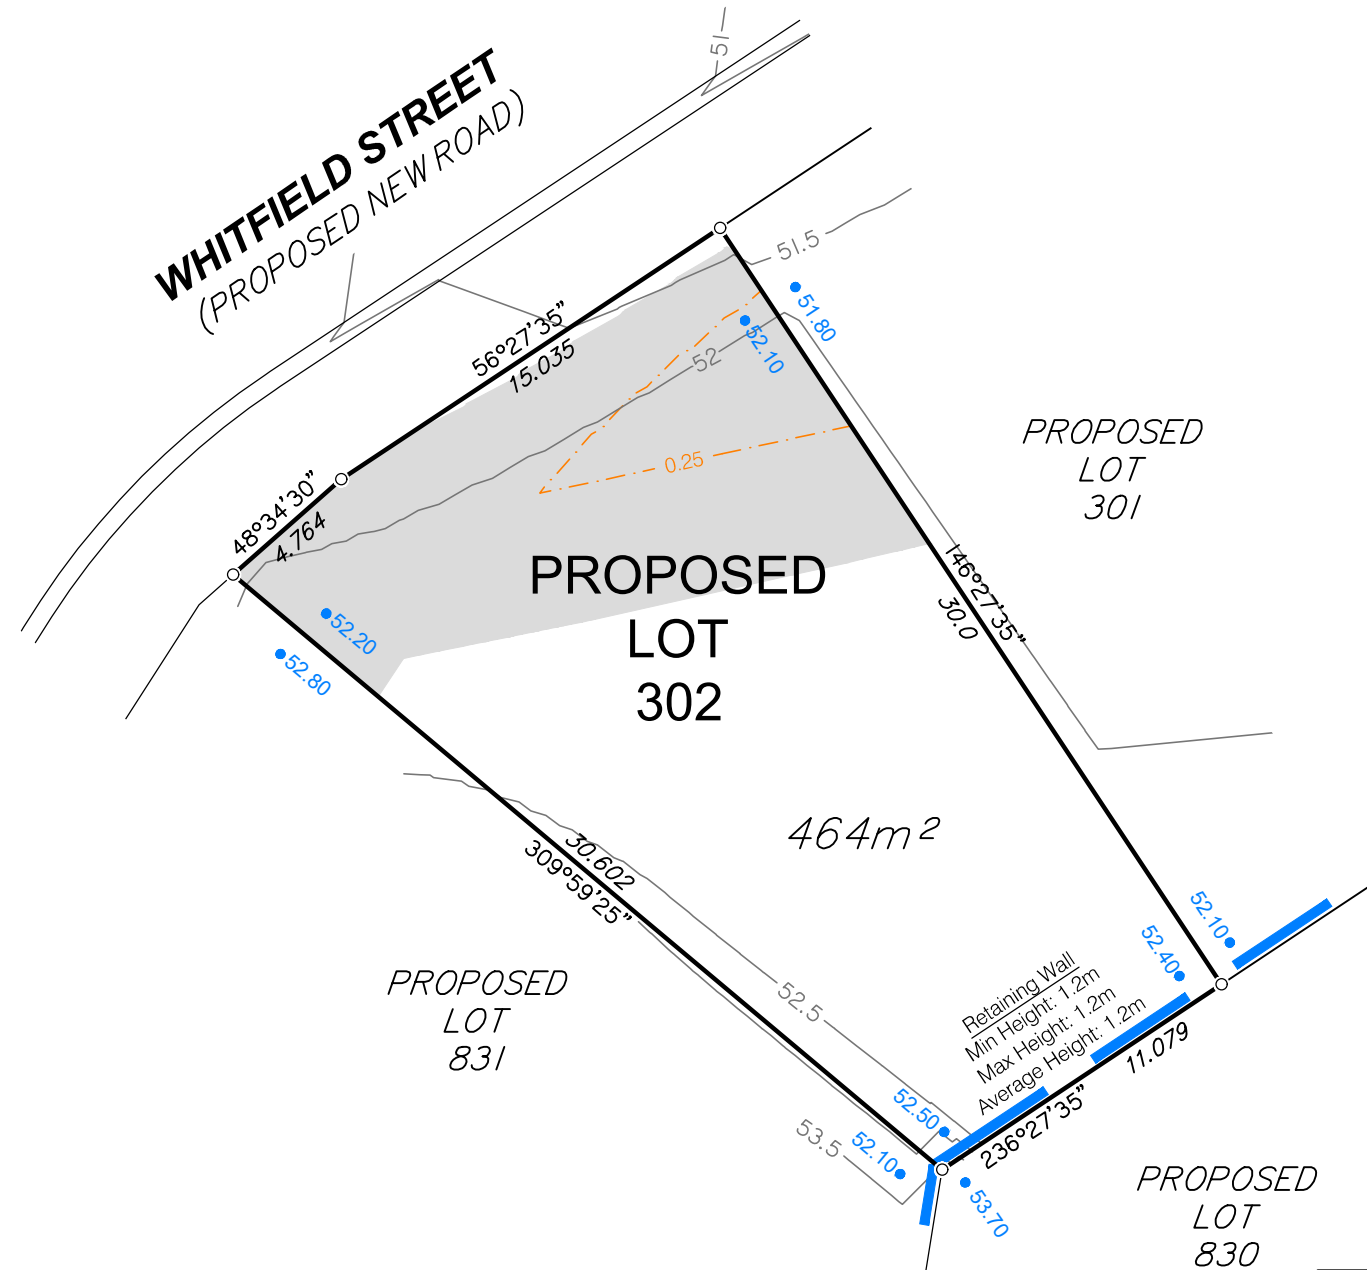 51
WHITFIELD STREET
(PROPOSED NEW ROAD)
51.5
51.80
52.10
56°27'35"
15.035
52
PROPOSED
LOT
301
0.25
48°34'30"
4.764
PROPOSED
LOT
302
146°27'35"
30.0
52.20
52.80
464m²
30.602
309°59'25"
52.10
52.40
PROPOSED
LOT
831
52.5
Retaining Wall
Min Height: 1.2m
Max Height: 1.2m
Average Height: 1.2m
11.079
236°27'35"
52.50
53.5
52.10
53.70
PROPOSED
LOT
830